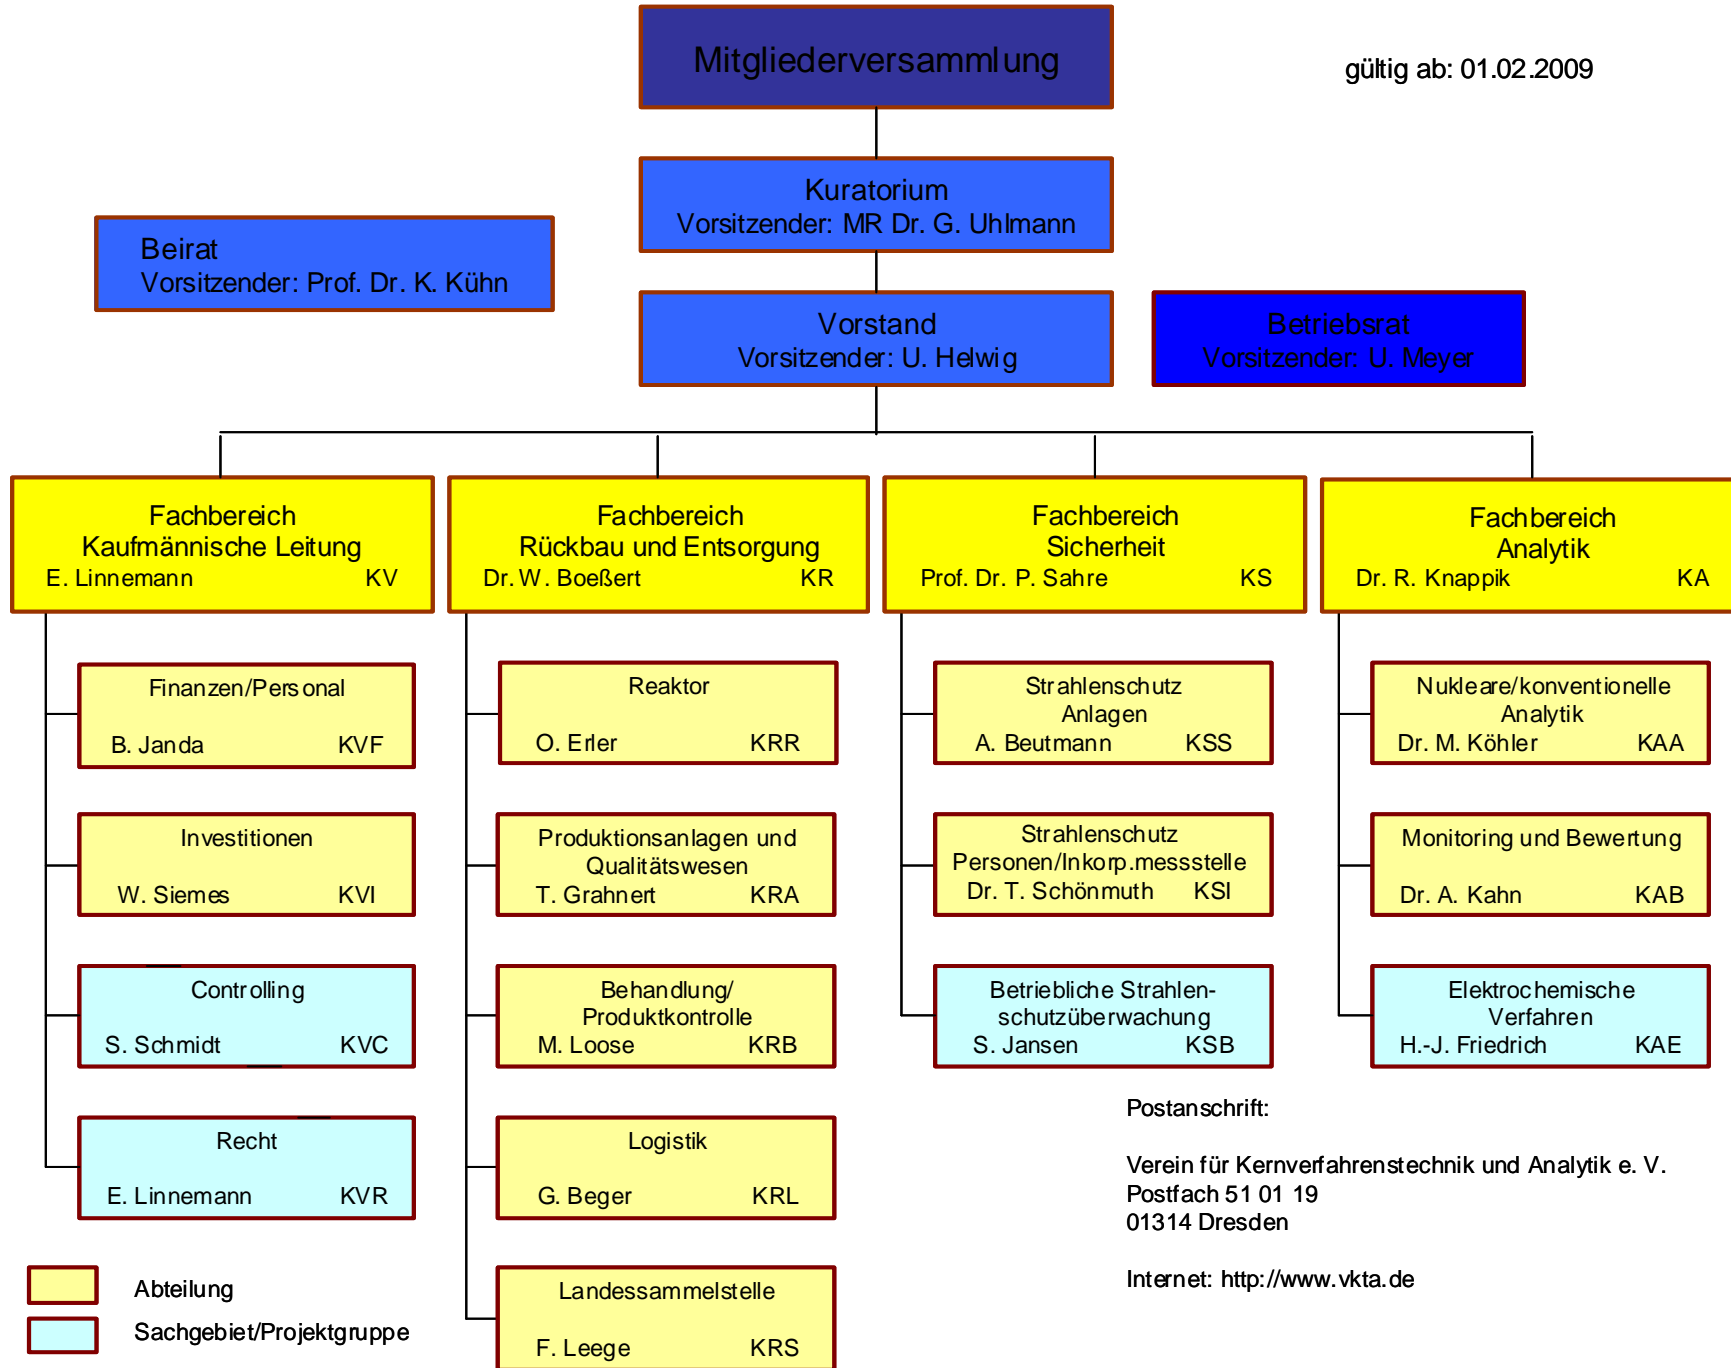 Mitgliederversammlung
gültig ab: 01.02.2009
Kuratorium
Vorsitzender: MR Dr. G. Uhlmann
Beirat
Vorsitzender: Prof. Dr. K. Kühn
Vorstand
Vorsitzender: U. Helwig
Betriebsrat
Vorsitzender: U. Meyer
Fachbereich
Kaufmännische Leitung
E. Linnemann KV
Fachbereich
Rückbau und Entsorgung
Dr. W. Boeßert KR
Fachbereich
Sicherheit
Prof. Dr. P. Sahre KS
Fachbereich
Analytik
Dr. R. Knappik KA
Finanzen/Personal
B. Janda KVF
Investitionen
W. Siemes KVI
Controlling
S. Schmidt KVC
Recht
E. Linnemann KVR
Reaktor
O. Erler KRR
Produktionsanlagen und
Qualitätswesen
T. Grahnert KRA
Behandlung/
Produktkontrolle
M. Loose KRB
Logistik
G. Beger KRL
Landessammelstelle
F. Leege KRS
Strahlenschutz
Anlagen
A. Beutmann KSS
Strahlenschutz
Personen/Inkorp.messstelle
Dr. T. Schönmuth KSI
Betriebliche Strahlen-
schutzüberwachung
S. Jansen KSB
Nukleare/konventionelle
Analytik
Dr. M. Köhler KAA
Monitoring und Bewertung
Dr. A. Kahn KAB
Elektrochemische
Verfahren
H.-J. Friedrich KAE
Postanschrift:
Verein für Kernverfahrenstechnik und Analytik e. V.
Postfach 51 01 19
01314 Dresden
Internet: http://www.vkta.de
Abteilung
Sachgebiet/Projektgruppe